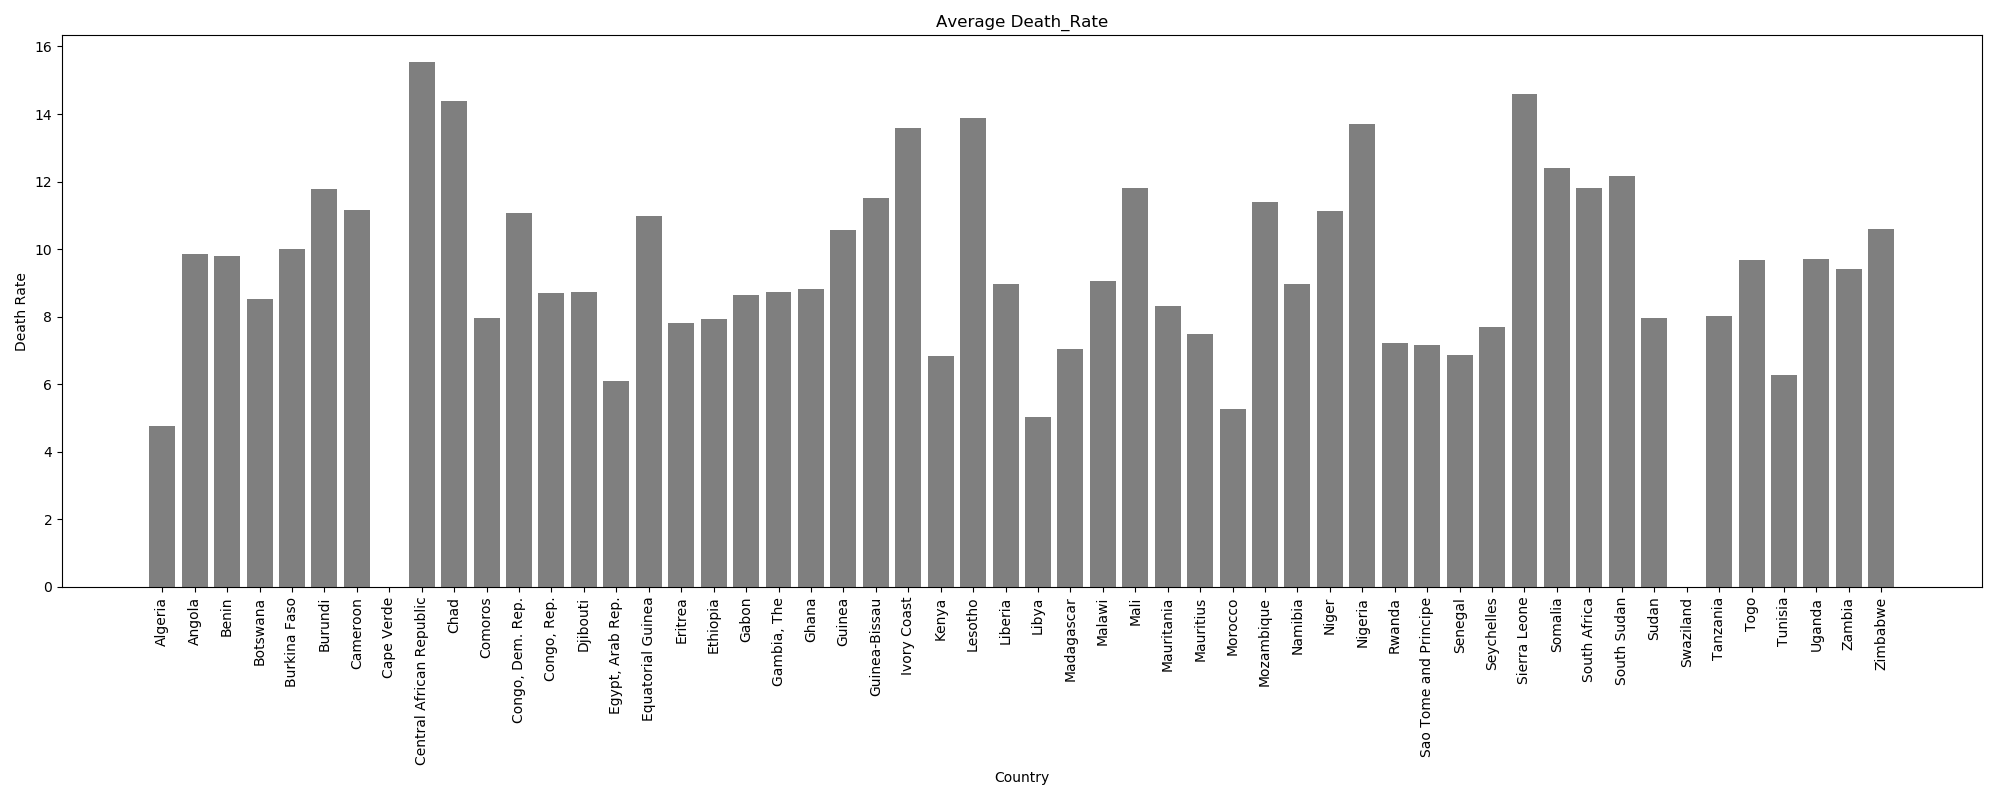 Average Death_Rate
16
14
12
10
8
6
4
2
0
Death Rate
Algeria
Angola
Benin
Botswana
Burkina Faso
Burundi
Cameroon
Cape Verde
Central African Republic
Chad
Comoros
Congo, Dem. Rep.
Congo, Rep.
Djibouti
Egypt, Arab Rep.
Equatorial Guinea
Eritrea
Ethiopia
Gabon
Gambia, The
Ghana
Guinea
Guinea-Bissau
Ivory Coast
Kenya
Lesotho
Liberia
Libya
Madagascar
Malawi
Mali
Mauritania
Mauritius
Morocco
Mozambique
Namibia
Niger
Nigeria
Rwanda
Sao Tome and Principe
Senegal
Seychelles
Sierra Leone
Somalia
South Africa
South Sudan
Sudan
Swaziland
Tanzania
Togo
Tunisia
Uganda
Zambia
Zimbabwe
Country